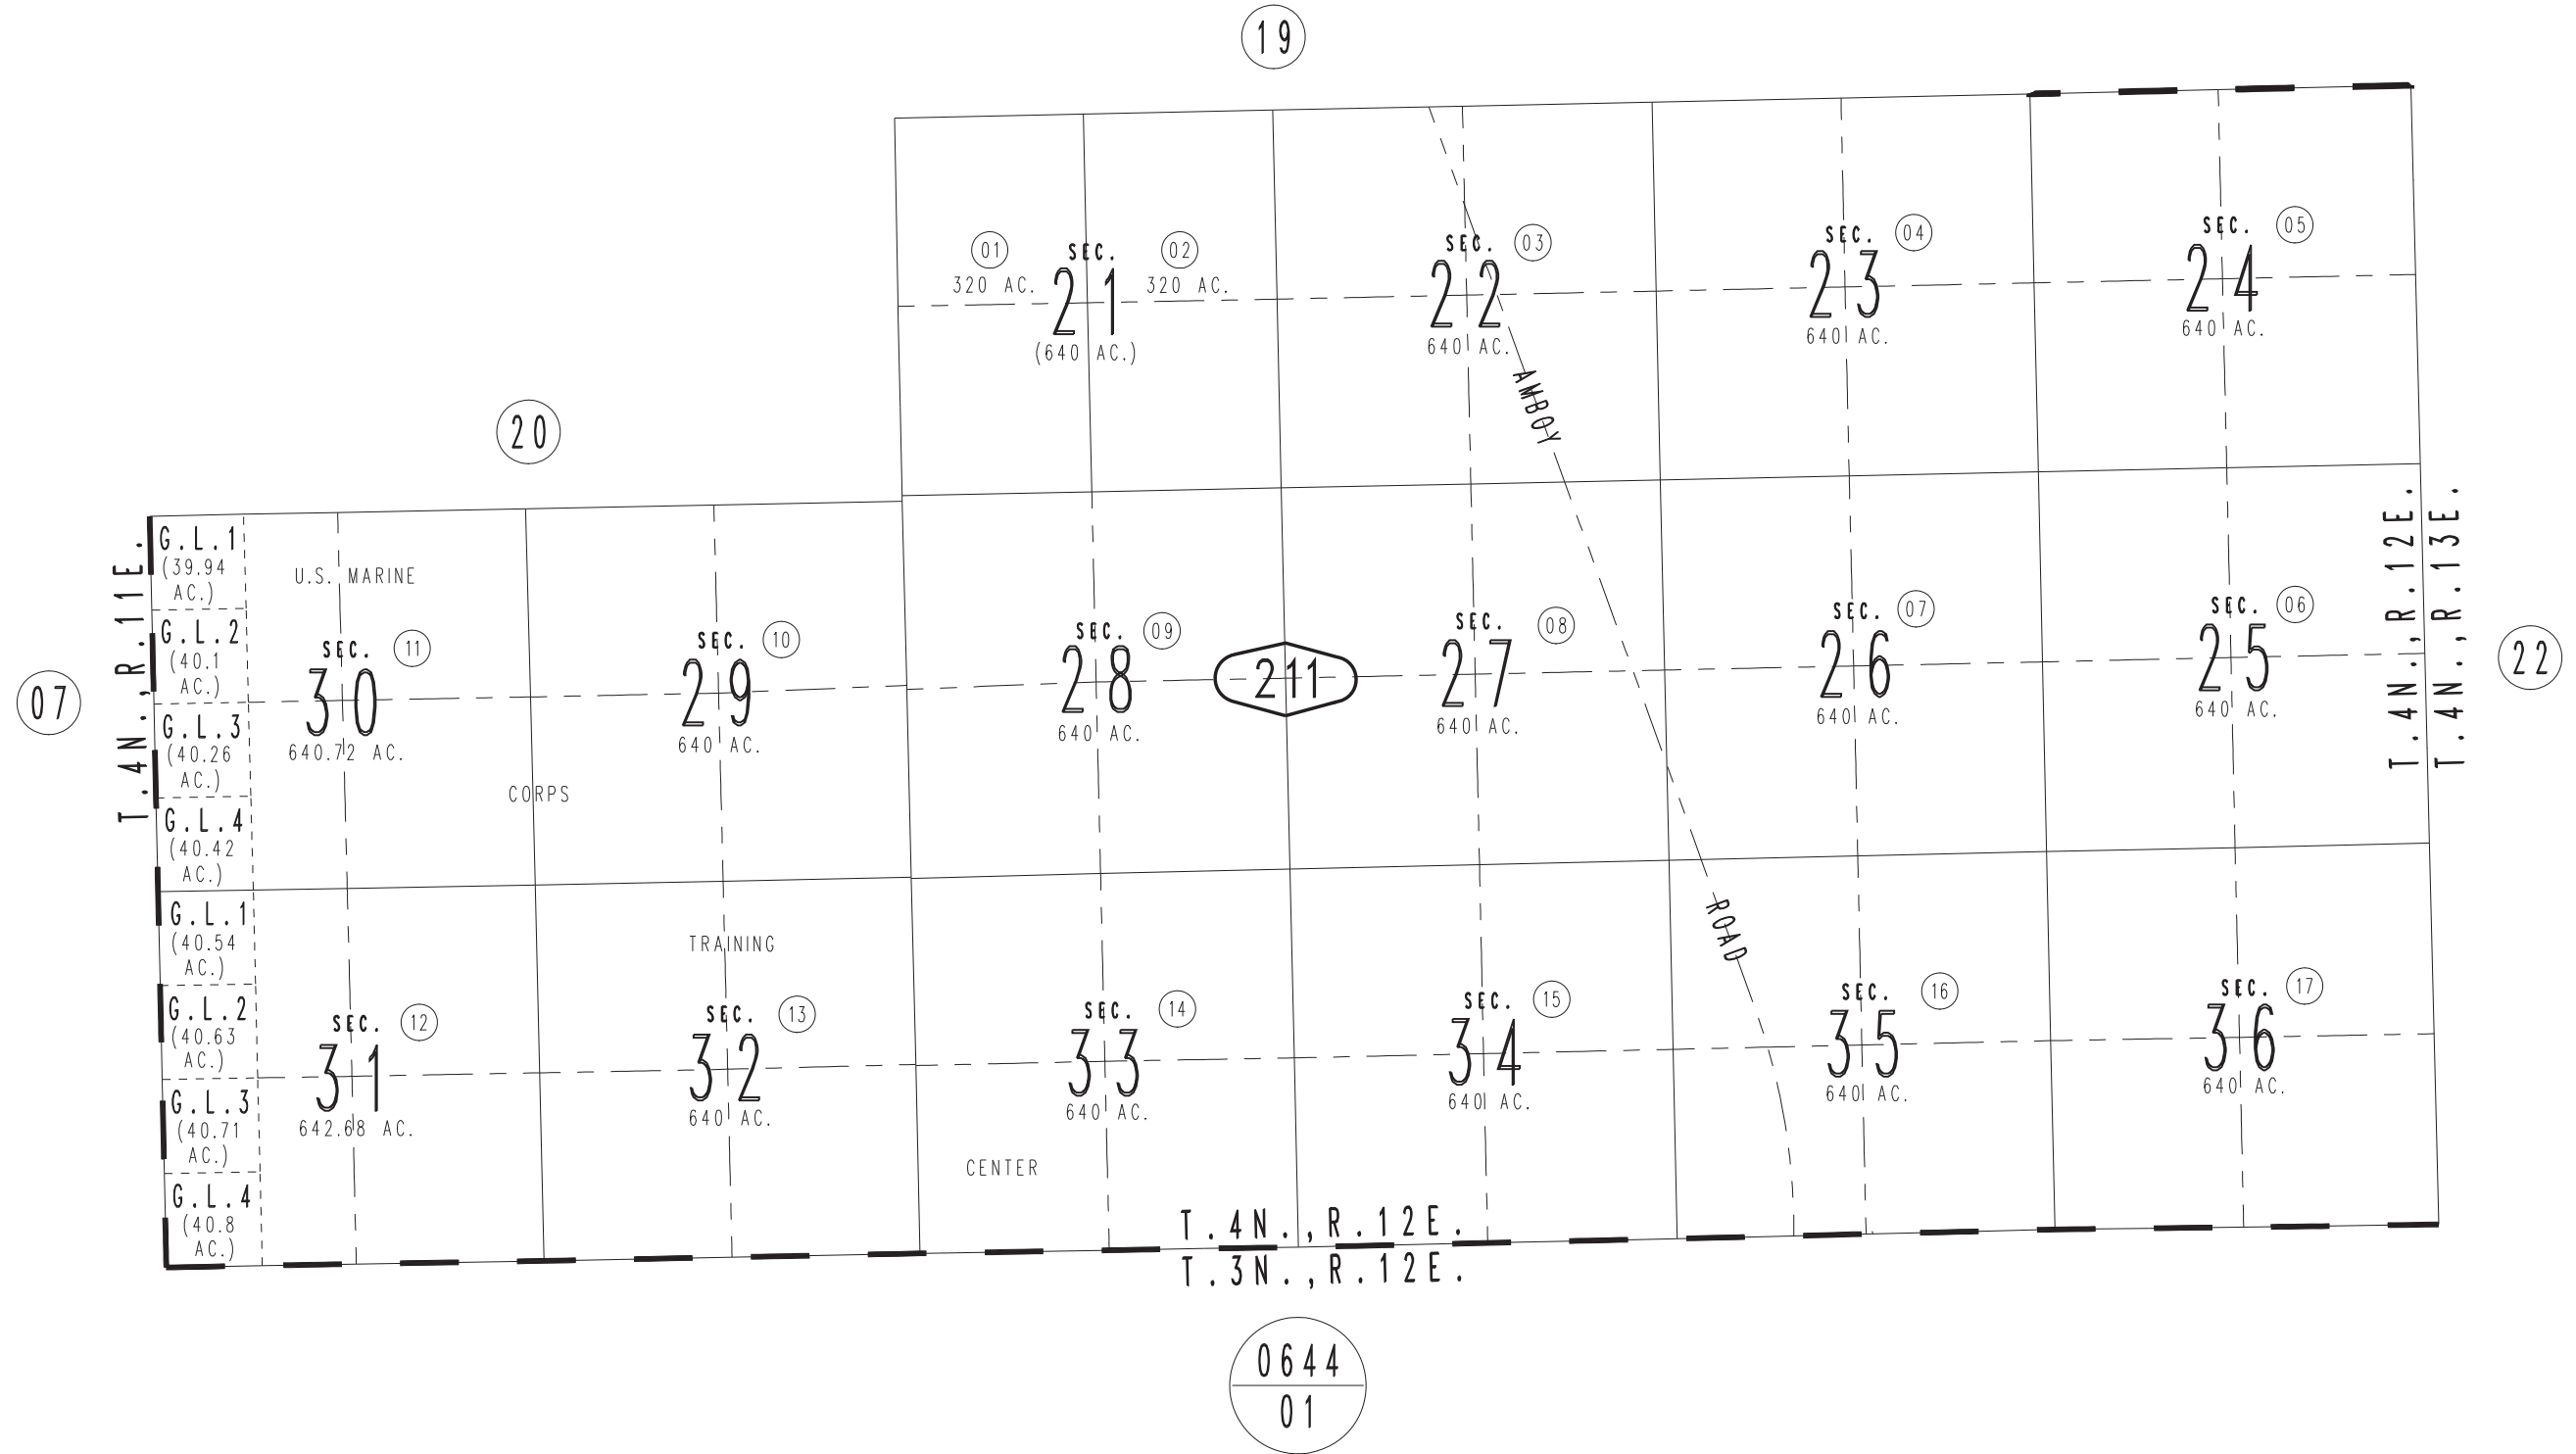 19
01
SEC.
02
320 AC.
21
320 AC.
(640 AC.)
SEC.
03
22
640 AC.
SEC.
04
23
640 AC.
SEC.
05
24
640 AC.
AMBOY
ROAD
20
07
22
T.4N.,R.11E.
T.4N.,R.12E.
T.4N.,R.13E.
G.L.1
(39.94
AC.)
G.L.2
(40.1
AC.)
G.L.3
(40.26
AC.)
G.L.4
(40.42
AC.)
U.S. MARINE
SEC.
11
30
640.72 AC.
CORPS
SEC.
10
29
640 AC.
SEC.
09
28
640 AC.
211
SEC.
08
27
640 AC.
SEC.
07
26
640 AC.
SEC.
06
25
640 AC.
G.L.1
(40.54
AC.)
G.L.2
(40.63
AC.)
G.L.3
(40.71
AC.)
G.L.4
(40.8
AC.)
TRAINING
SEC.
12
31
642.68 AC.
SEC.
13
32
640 AC.
SEC.
14
33
640 AC.
CENTER
SEC.
15
34
640 AC.
SEC.
16
35
640 AC.
SEC.
17
36
640 AC.
T.4N.,R.12E.
T.3N.,R.12E.
0644
01